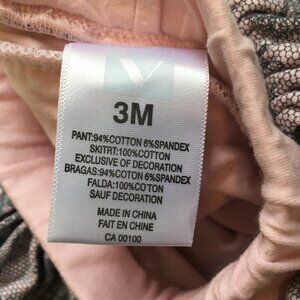 3M
PANT:94%COTTON 6%SPANDEX
SKITRT:100%COTTON
EXCLUSIVE OF DECORATION
BRAGAS:94%COTON 6%SPANDEX
FALDA:100%COTON
SAUF DECORATION
MADE IN CHINA
FAIT EN CHINE
CA 00100